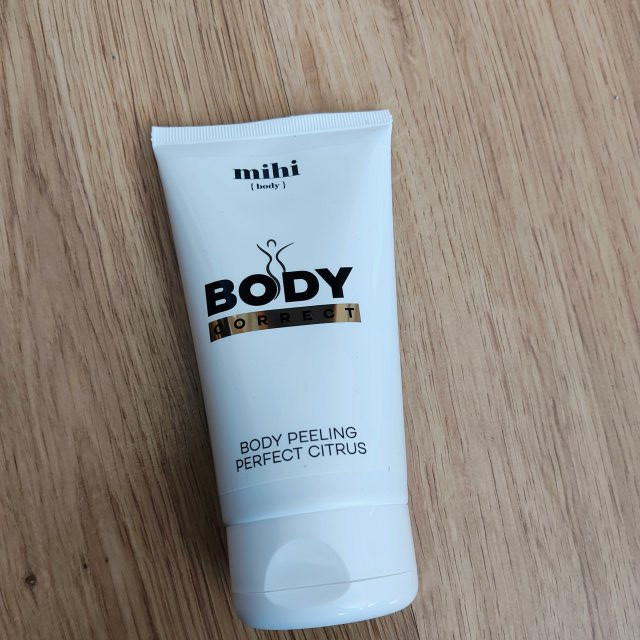 mihi
{ body }
BODY
CORRECT
BODY PEELING
PERFECT CITRUS